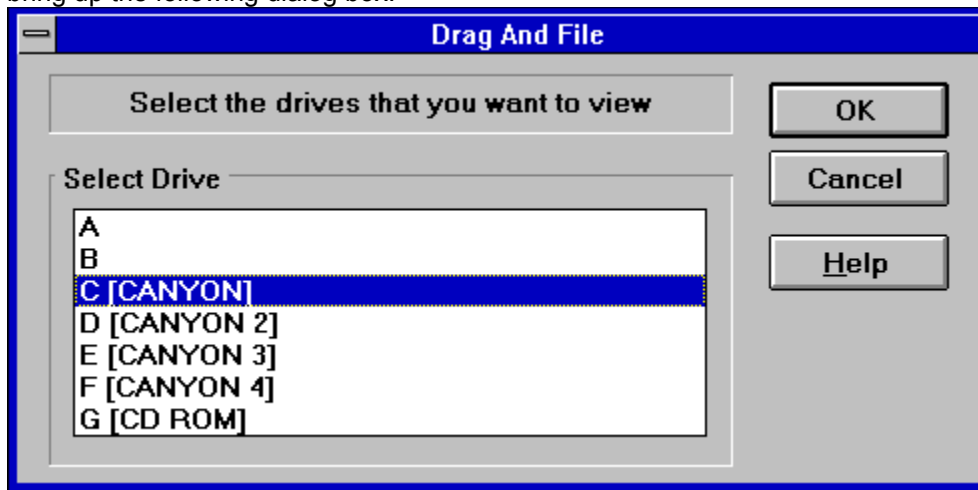 bring up the following dialog box.
Drag And File
Select the drives that you want to view
OK
Cancel
Help
Select Drive
A
B
C [CANYON]
D [CANYON 2]
E [CANYON 3]
F [CANYON 4]
G [CD ROM]